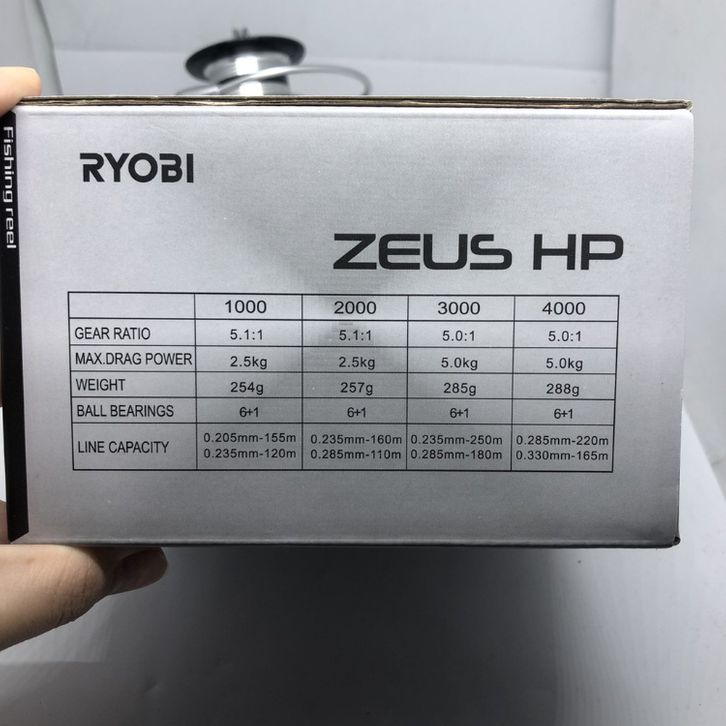 Fishing reel
RYOBI
ZEUS HP
1000 2000 3000 4000
GEAR RATIO 5.1:1 5.1:1 5.0:1 5.0:1
MAX.DRAG POWER 2.5kg 2.5kg 5.0kg 5.0kg
WEIGHT 254g 257g 285g 288g
BALL BEARINGS 6+1 6+1 6+1 6+1
LINE CAPACITY 0.205mm-155m 0.235mm-160m 0.235mm-250m 0.285mm-220m
0.235mm-120m 0.285mm-110m 0.285mm-180m 0.330mm-165m